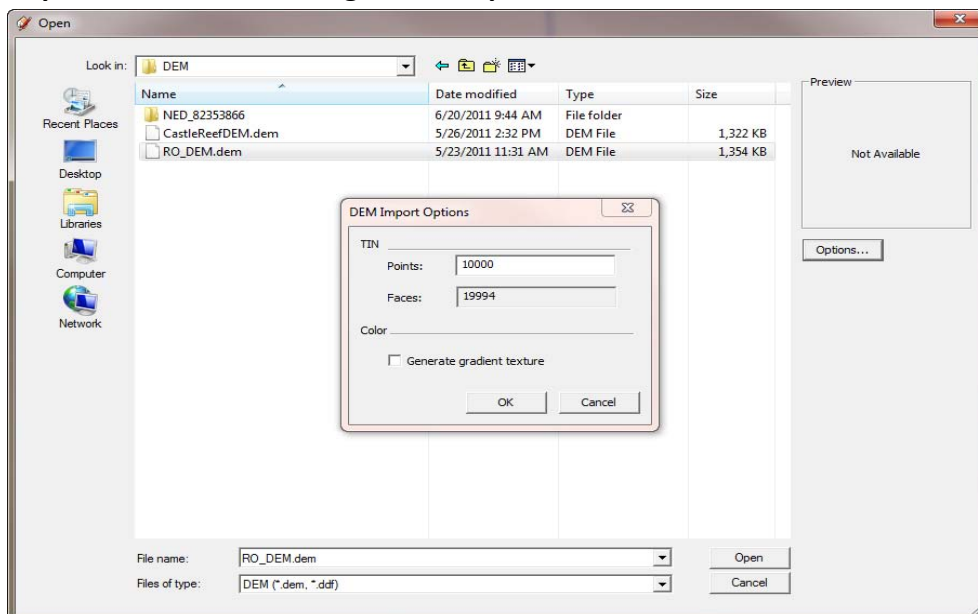 Open
Look in: DEM
Name Date modified Type Size
NED_82353866 6/20/2011 9:44 AM File folder
CastleReefDEM.dem 5/26/2011 2:32 PM DEM File 1,322 KB
RO_DEM.dem 5/23/2011 11:31 AM DEM File 1,354 KB
Recent Places
Desktop
Libraries
Computer
Network
Preview
Not Available
Options...
DEM Import Options
TIN
Points: 10000
Faces: 19994
Color
Generate gradient texture
OK Cancel
File name: RO_DEM.dem Open
Files of type: DEM (*.dem, *.ddf) Cancel